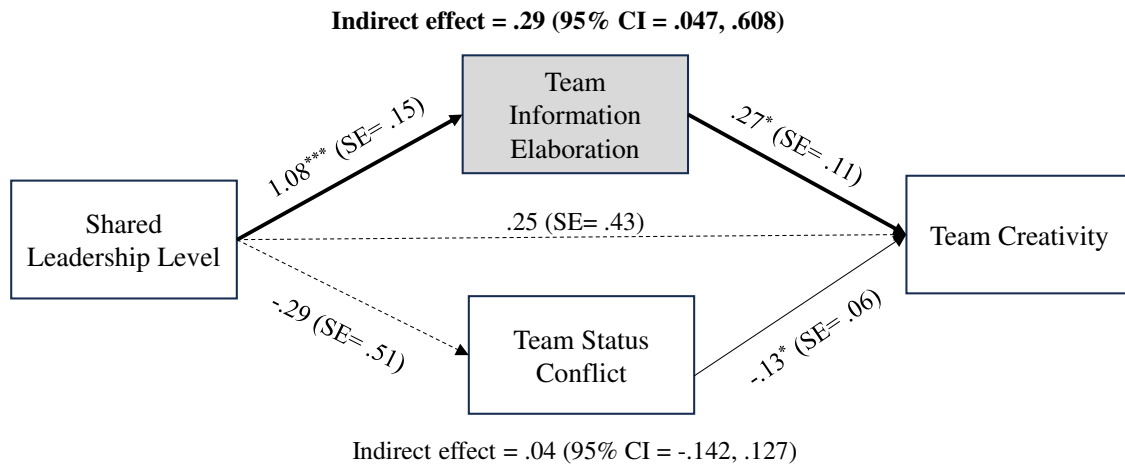 Indirect effect = .29 (95% CI = .047, .608)
Team
Information
Elaboration
1.08*** (SE= .15)
.27* (SE= .11)
Shared
Leadership Level
.25 (SE= .43)
Team Creativity
-.29 (SE= .51)
Team Status
Conflict
-.13* (SE= .06)
Indirect effect = .04 (95% CI = -.142, .127)